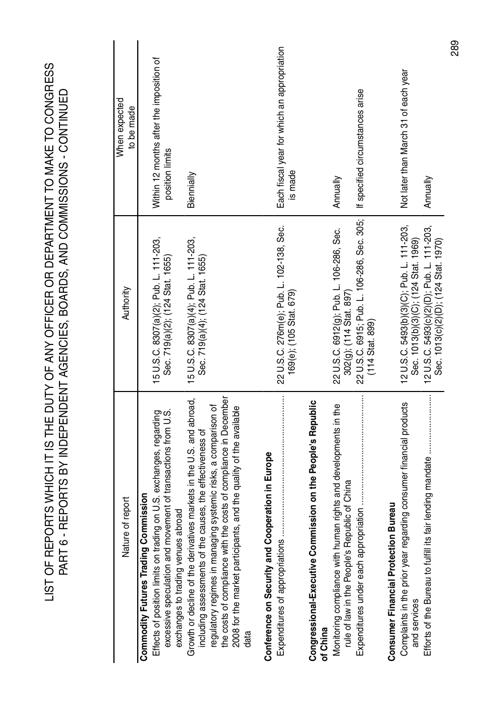 LIST OF REPORTS WHICH IT IS THE DUTY OF ANY OFFICER OR DEPARTMENT TO MAKE TO CONGRESS
PART 6 - REPORTS BY INDEPENDENT AGENCIES, BOARDS, AND COMMISSIONS - CONTINUED
Nature of report
Authority
When expected
to be made
Commodity Futures Trading Commission
Effects of position limits on trading on U.S. exchanges, regarding
excessive speculation and movement of transactions from U.S.
exchanges to trading venues abroad
15 U.S.C. 8307(a)(2); Pub. L. 111-203,
Sec. 719(a)(2); (124 Stat. 1655)
Within 12 months after the imposition of
position limits
Growth or decline of the derivatives markets in the U.S. and abroad,
including assessments of the causes, the effectiveness of
regulatory regimes in managing systemic risks, a comparison of
the costs of compliance with the costs of compliance in December
2008 for the market participants, and the quality of the available
data
15 U.S.C. 8307(a)(4); Pub. L. 111-203,
Sec. 719(a)(4); (124 Stat. 1655)
Biennially
Conference on Security and Cooperation in Europe
Expenditures of appropriations
22 U.S.C. 276m(e); Pub. L. 102-138, Sec.
169(e); (105 Stat. 679)
Each fiscal year for which an appropriation
is made
Congressional-Executive Commission on the People's Republic
of China
Monitoring compliance with human rights and developments in the
rule of law in the People's Republic of China
22 U.S.C. 6912(g); Pub. L. 106-286, Sec.
302(g); (114 Stat. 897)
Annually
Expenditures under each appropriation
22 U.S.C. 6915; Pub. L. 106-286, Sec. 305;
(114 Stat. 899)
If specified circumstances arise
Consumer Financial Protection Bureau
Complaints in the prior year regarding consumer financial products
and services
12 U.S.C. 5493(b)(3)(C); Pub. L. 111-203,
Sec. 1013(b)(3)(C); (124 Stat. 1969)
Not later than March 31 of each year
Efforts of the Bureau to fulfill its fair lending mandate
12 U.S.C. 5493(c)(2)(D); Pub. L. 111-203,
Sec. 1013(c)(2)(D); (124 Stat. 1970)
Annually
289